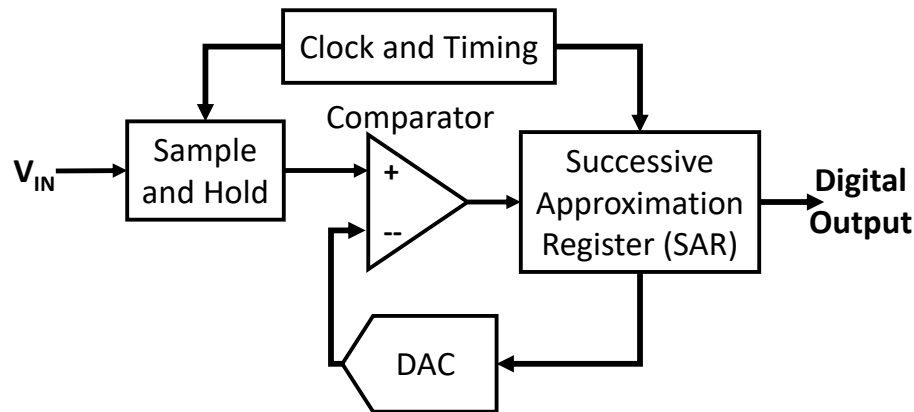 Clock and Timing
Comparator
V_IN
Sample
and Hold
+
--
Successive
Approximation
Register (SAR)
Digital
Output
DAC